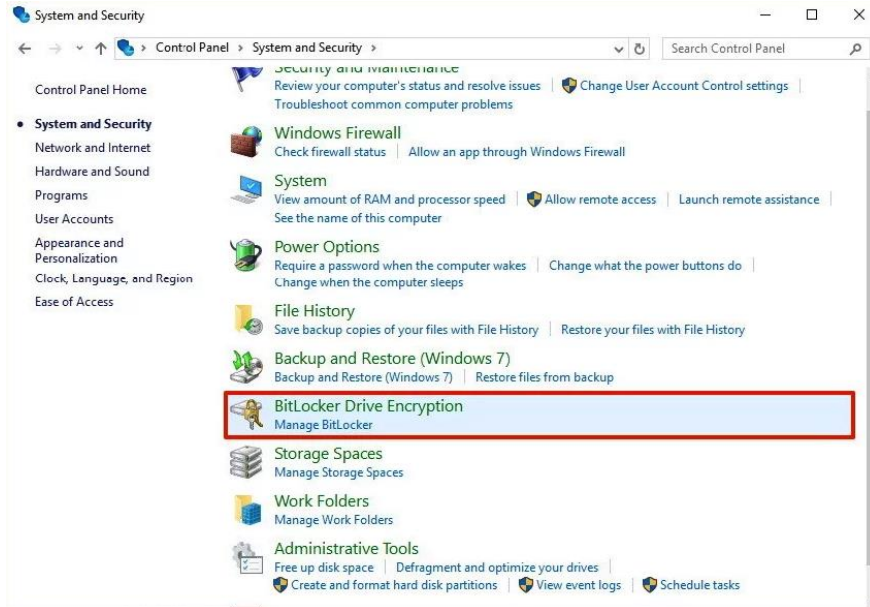 System and Security
Control Panel > System and Security >
Search Control Panel
Control Panel Home
System and Security
Network and Internet
Hardware and Sound
Programs
User Accounts
Appearance and
Personalization
Clock, Language, and Region
Ease of Access
Security and Maintenance
Review your computer's status and resolve issues
Change User Account Control settings
Troubleshoot common computer problems
Windows Firewall
Check firewall status
Allow an app through Windows Firewall
System
View amount of RAM and processor speed
Allow remote access
Launch remote assistance
See the name of this computer
Power Options
Require a password when the computer wakes
Change what the power buttons do
Change when the computer sleeps
File History
Save backup copies of your files with File History
Restore your files with File History
Backup and Restore (Windows 7)
Backup and Restore (Windows 7)
Restore files from backup
BitLocker Drive Encryption
Manage BitLocker
Storage Spaces
Manage Storage Spaces
Work Folders
Manage Work Folders
Administrative Tools
Free up disk space
Defragment and optimize your drives
Create and format hard disk partitions
View event logs
Schedule tasks